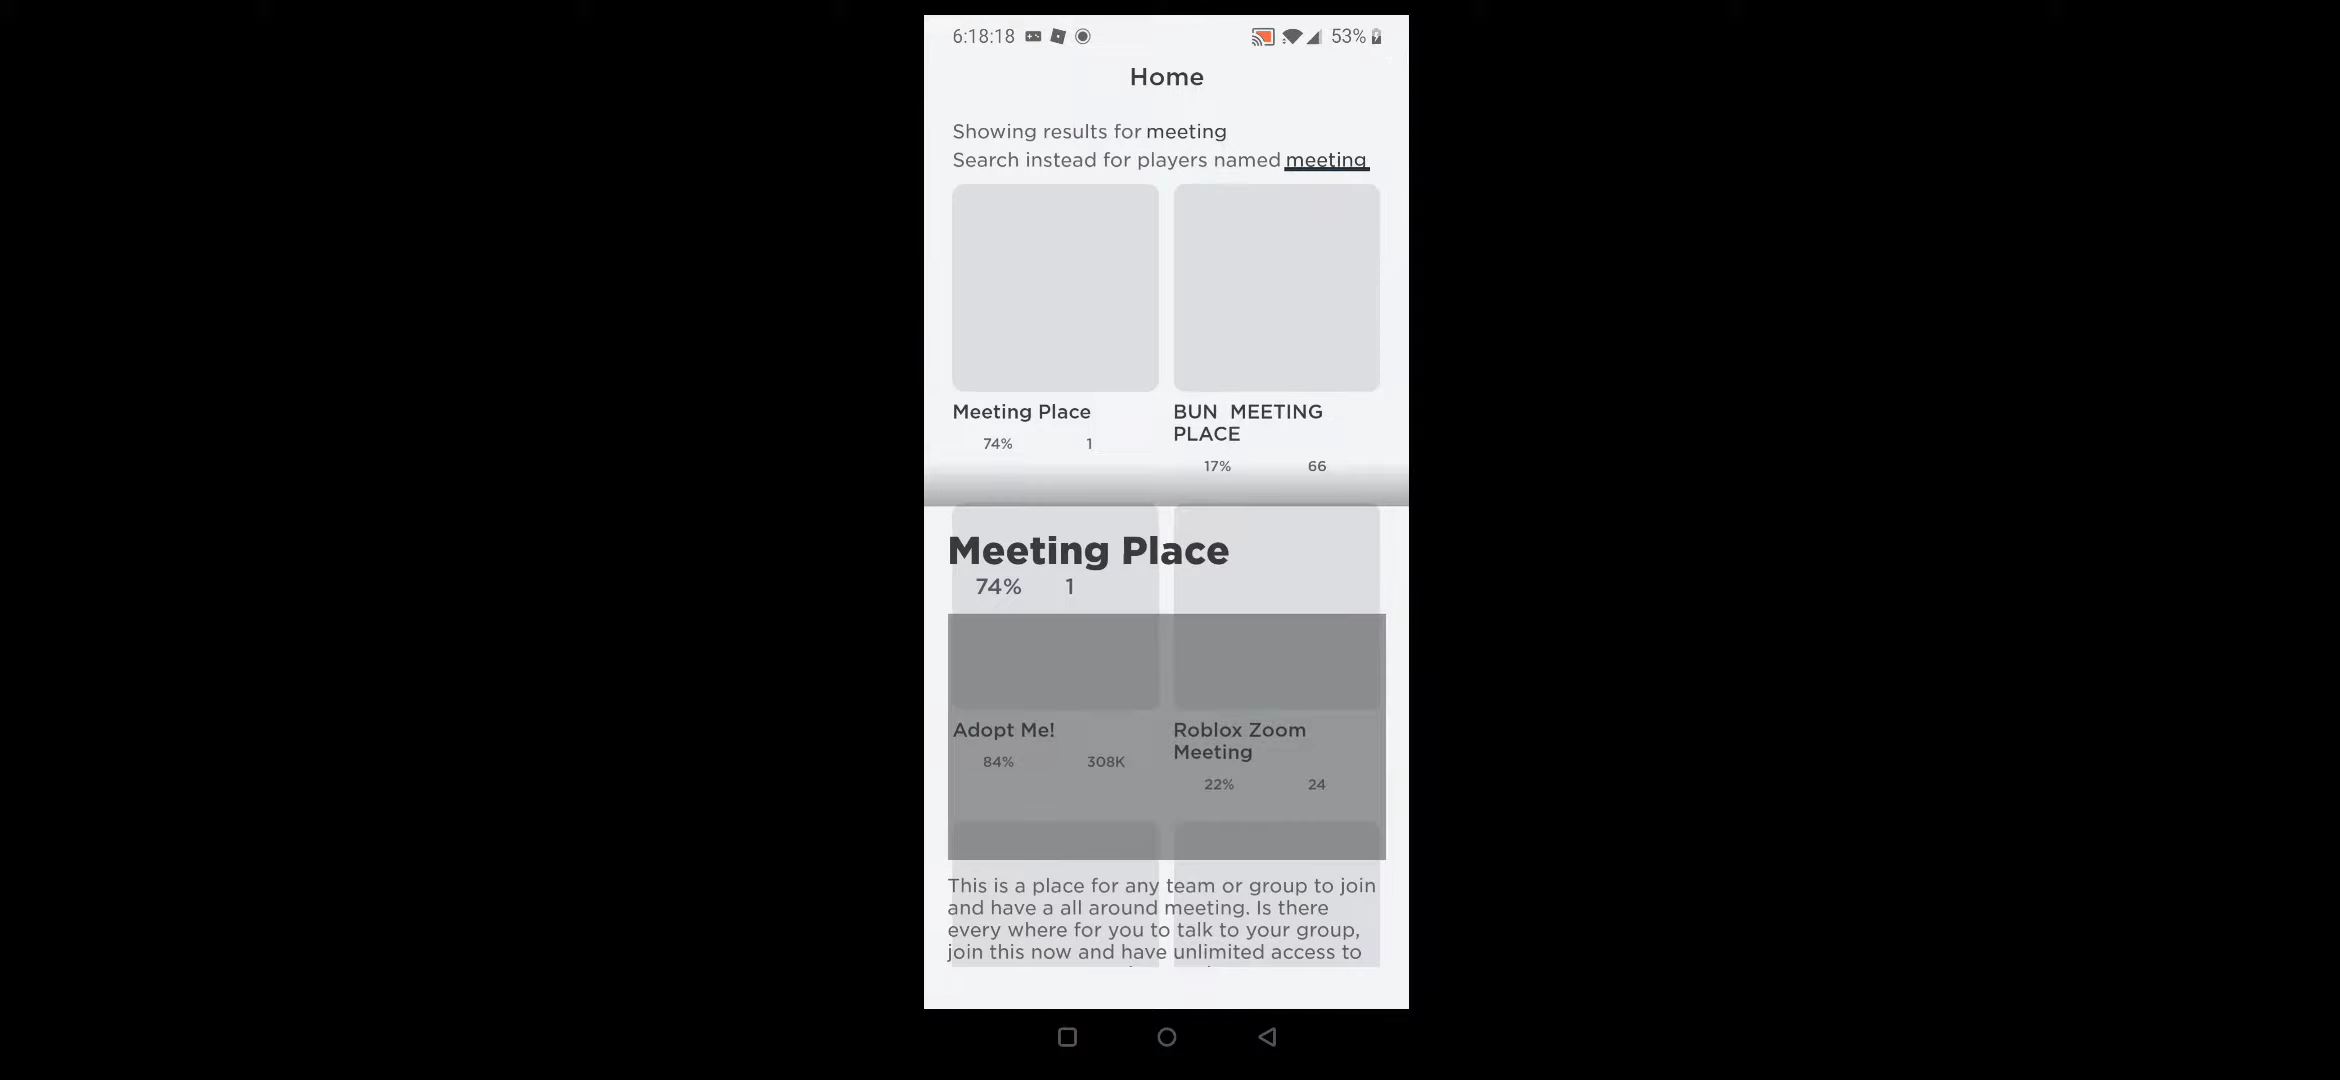 6:18:18
53%
Home
Showing results for meeting
Search instead for players named meeting
Meeting Place
74% 1
BUN MEETING
PLACE
17% 66
Meeting Place
74% 1
Adopt Me!
84% 308K
Roblox Zoom
Meeting
22% 24
This is a place for any team or group to join
and have a all around meeting. Is there
every where for you to talk to your group,
join this now and have unlimited access to